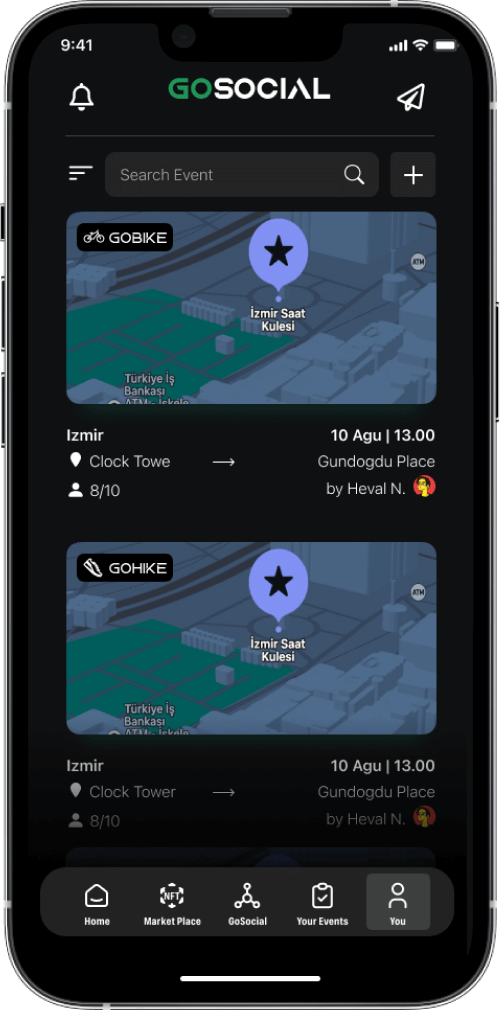 9:41
GOSOCIAL
Search Event
GOBIKE
ATM
İzmir Saat
Kulesi
Türkiye İş
Bankası
ATM - İskele
Izmir
10 Agu | 13.00
Clock Towe
Gundogdu Place
8/10
by Heval N.
GOHIKE
ATM
İzmir Saat
Kulesi
Türkiye İş
Bankası
ATM - İskele
Izmir
10 Agu | 13.00
Clock Tower
Gundogdu Place
8/10
by Heval N.
NFT
Home
Market Place
GoSocial
Your Events
You